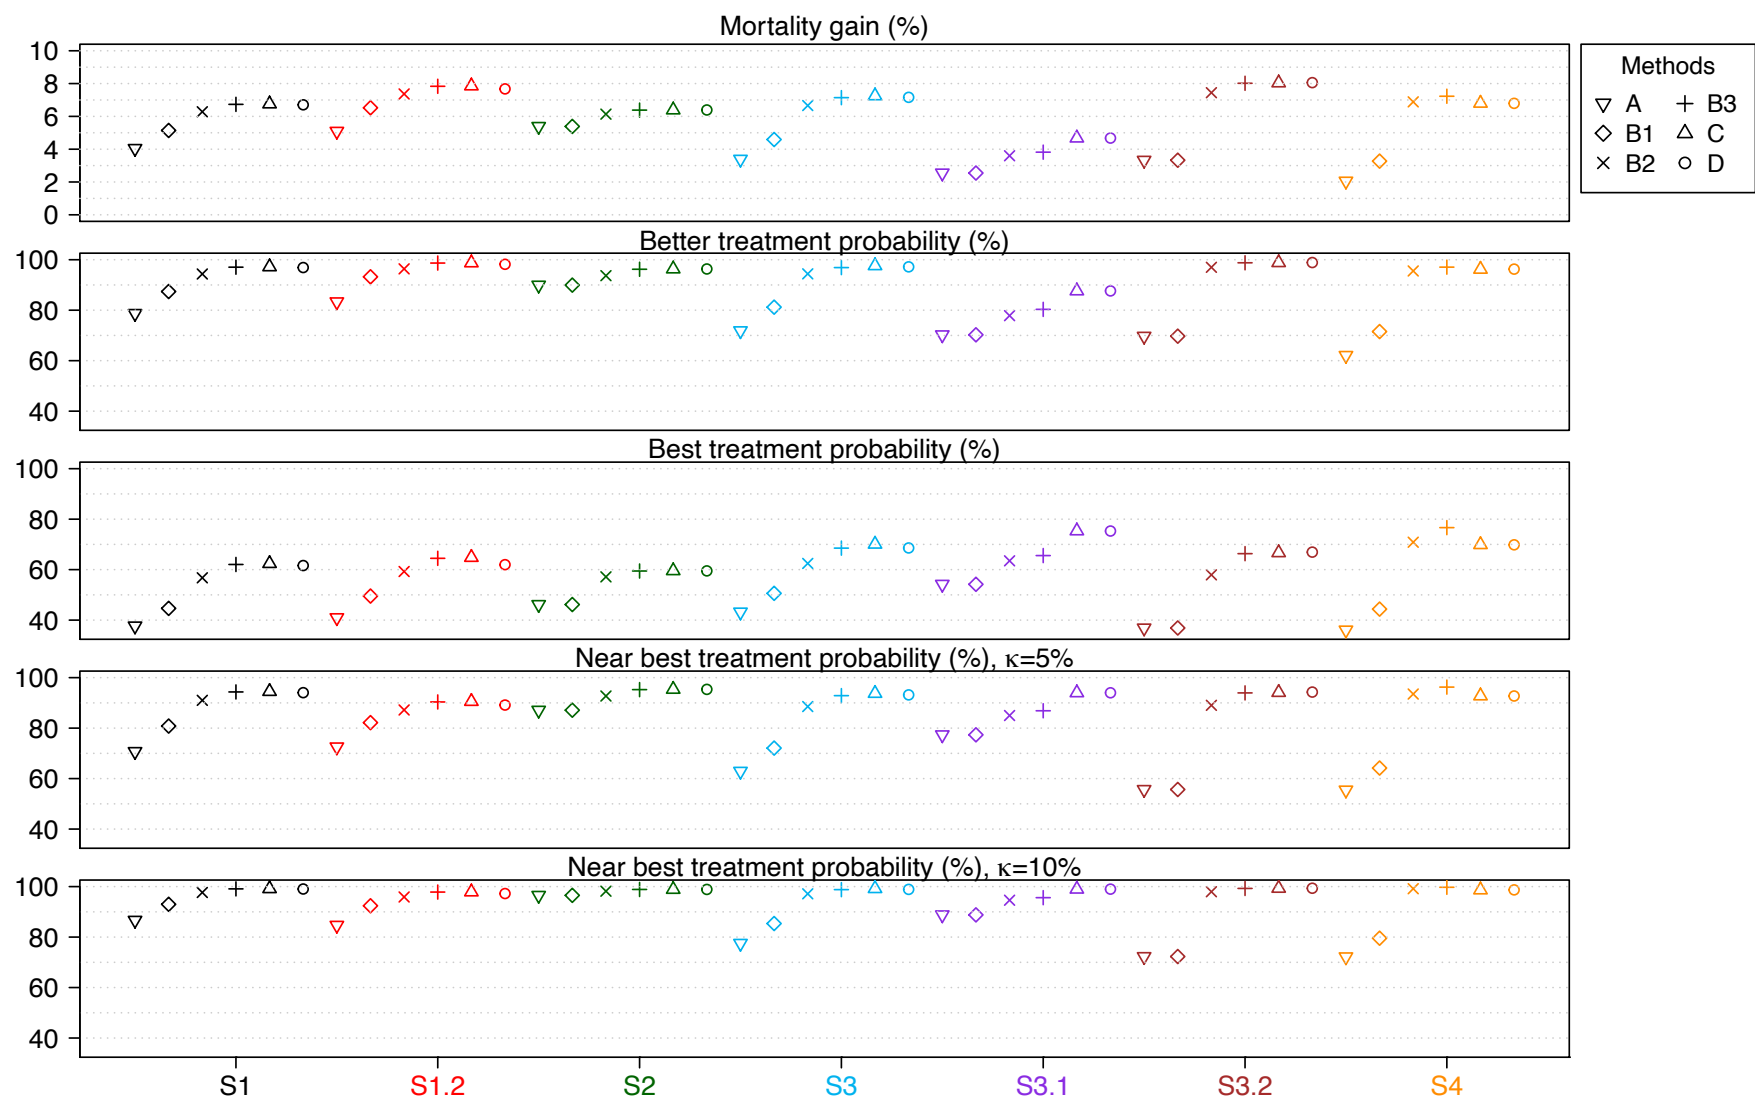 Mortality gain (%)
10
8
6
4
2
0
Methods
A B3
B1 C
B2 D
Better treatment probability (%)
100
80
60
40
Best treatment probability (%)
100
80
60
40
Near best treatment probability (%), κ=5%
100
80
60
40
Near best treatment probability (%), κ=10%
100
80
60
40
S1 S1.2 S2 S3 S3.1 S3.2 S4